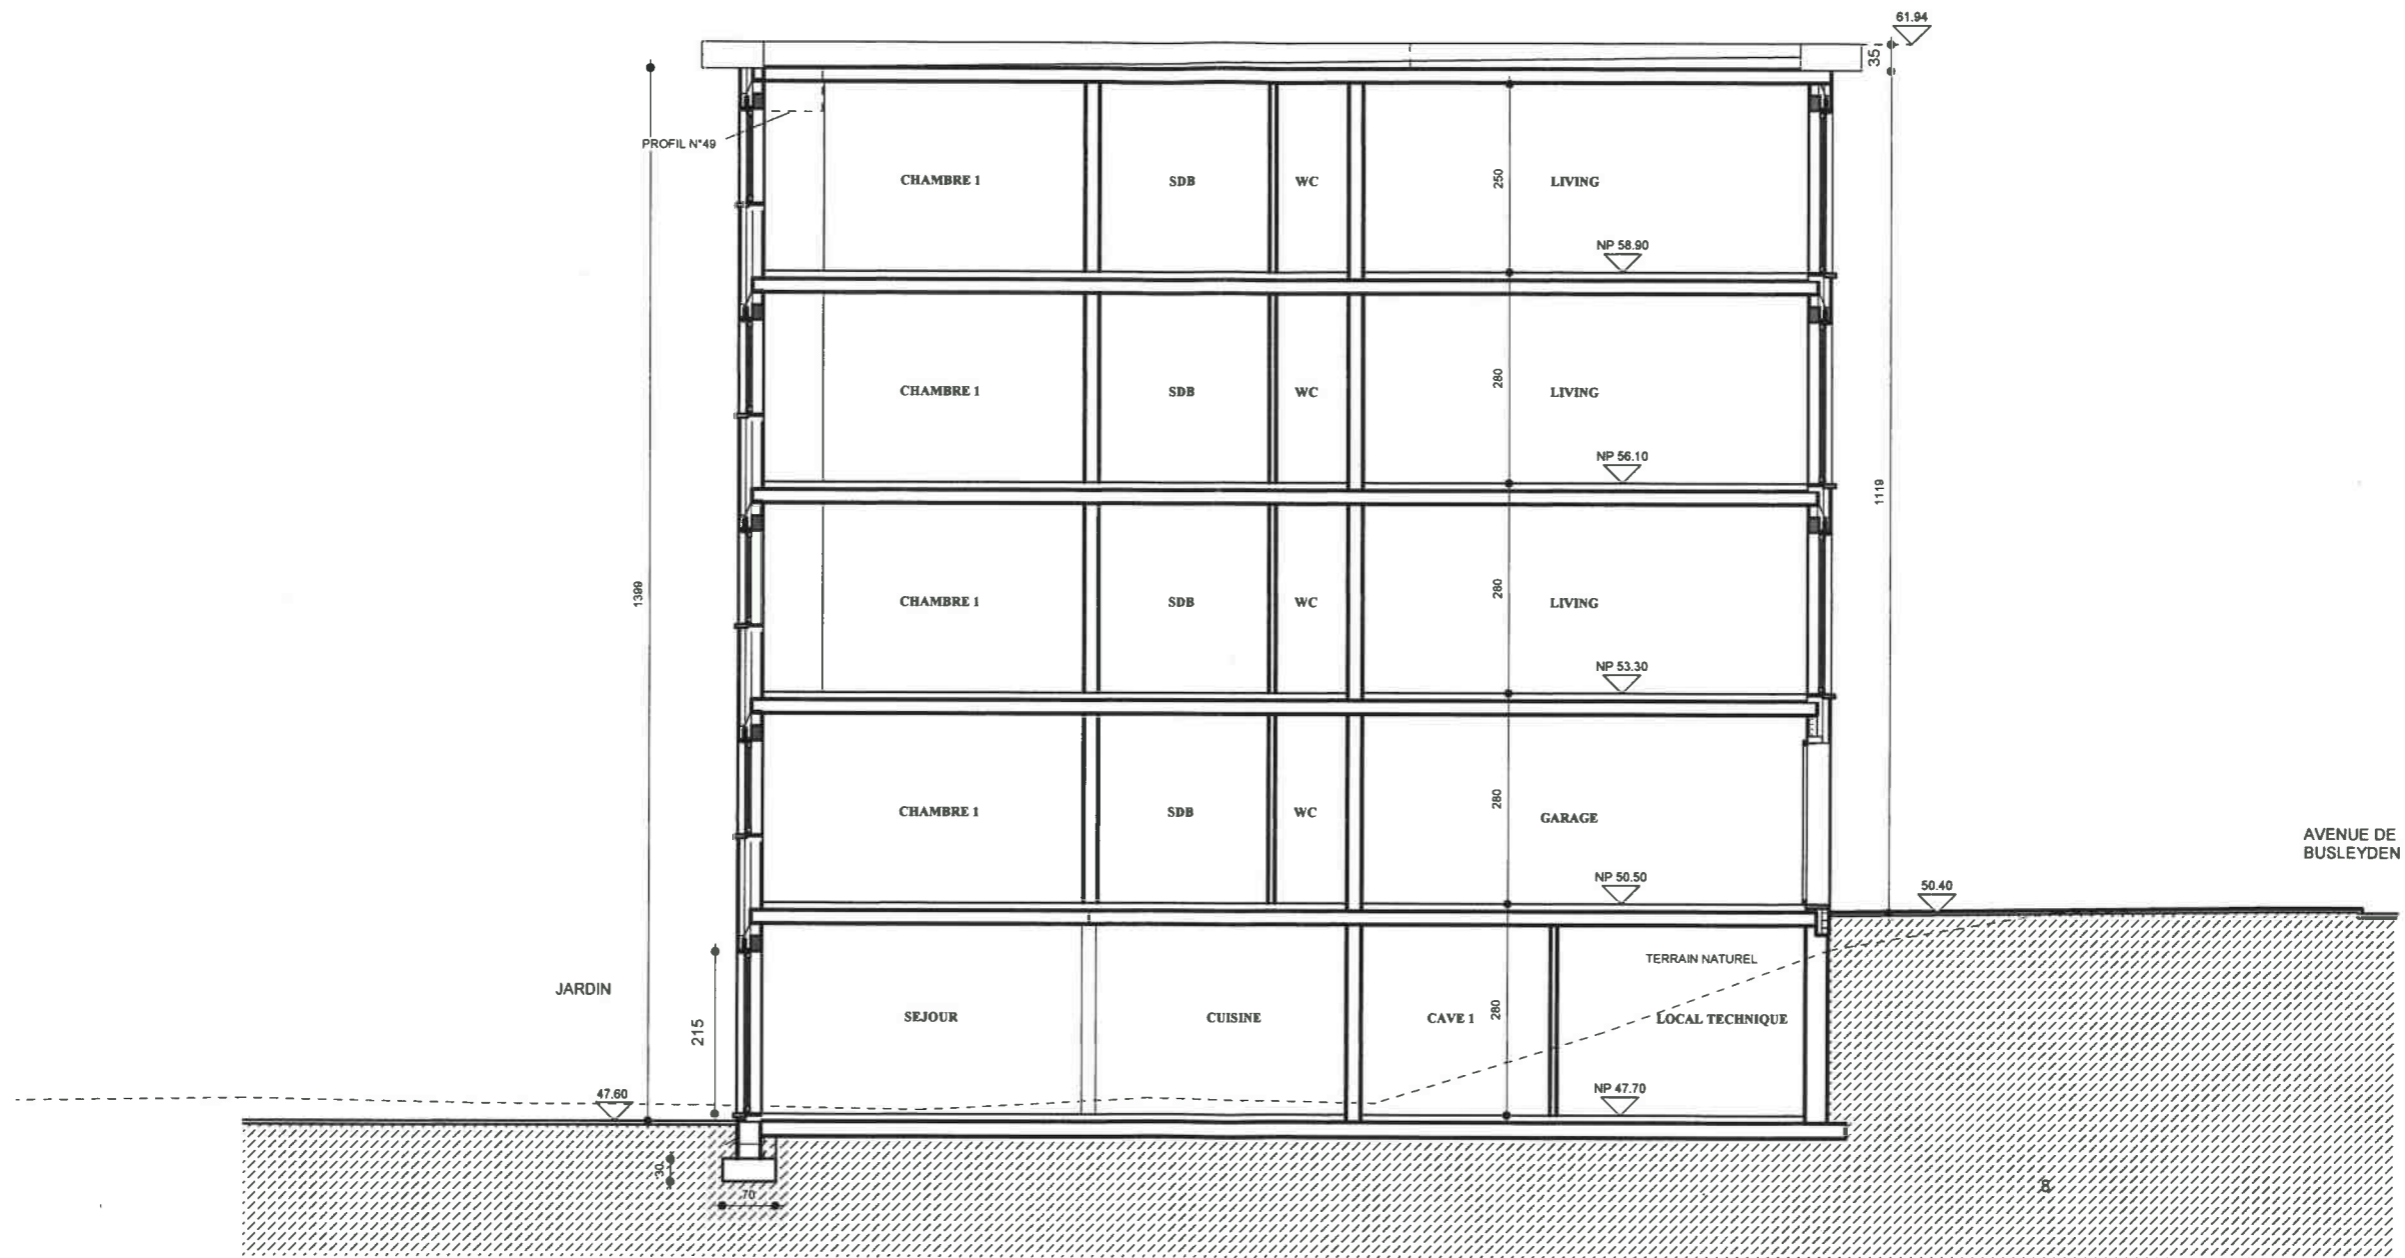 61.94
35
PROFIL N°49
CHAMBRE 1
SDB
WC
250
LIVING
NP 58.90
CHAMBRE 1
SDB
WC
280
LIVING
NP 56.10
1119
1399
CHAMBRE 1
SDB
WC
280
LIVING
NP 53.30
CHAMBRE 1
SDB
WC
280
GARAGE
AVENUE DE
BUSLEYDEN
NP 50.50
50.40
JARDIN
215
TERRAIN NATUREL
SEJOUR
CUISINE
CAVE 1
280
LOCAL TECHNIQUE
47.60
NP 47.70
30
70